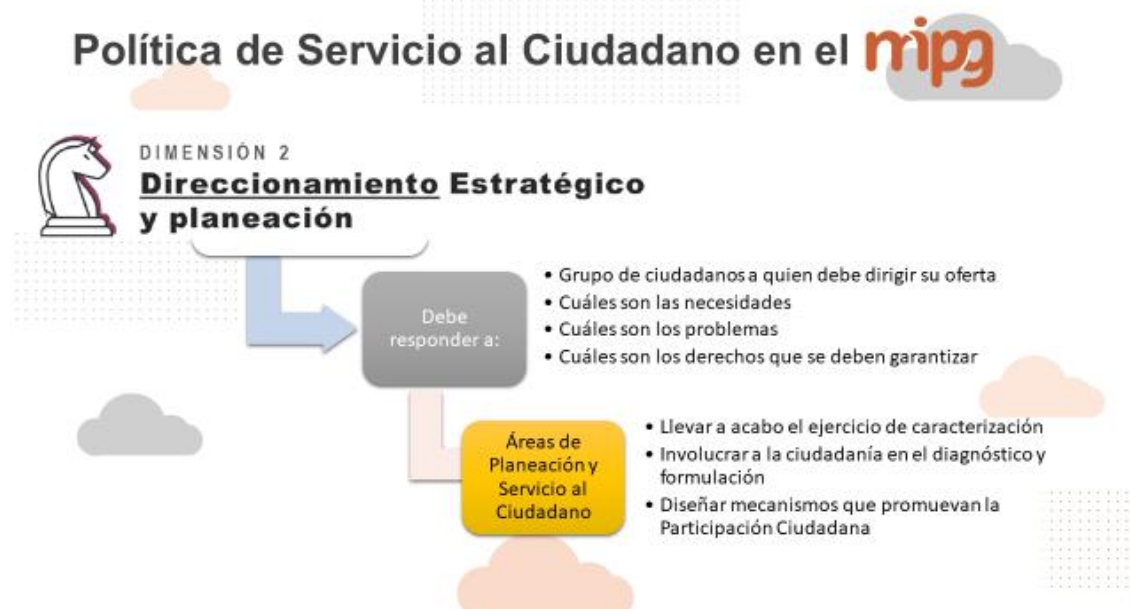 Política de Servicio al Ciudadano en el mipg
DIMENSIÓN 2
Direccionamiento Estratégico
y planeación
Debe
responder a:
• Grupo de ciudadanos a quien debe dirigir su oferta
• Cuáles son las necesidades
• Cuáles son los problemas
• Cuáles son los derechos que se deben garantizar
Áreas de
Planeación y
Servicio al
Ciudadano
• Llevar a acabo el ejercicio de caracterización
• Involucrar a la ciudadanía en el diagnóstico y
formulación
• Diseñar mecanismos que promuevan la
Participación Ciudadana